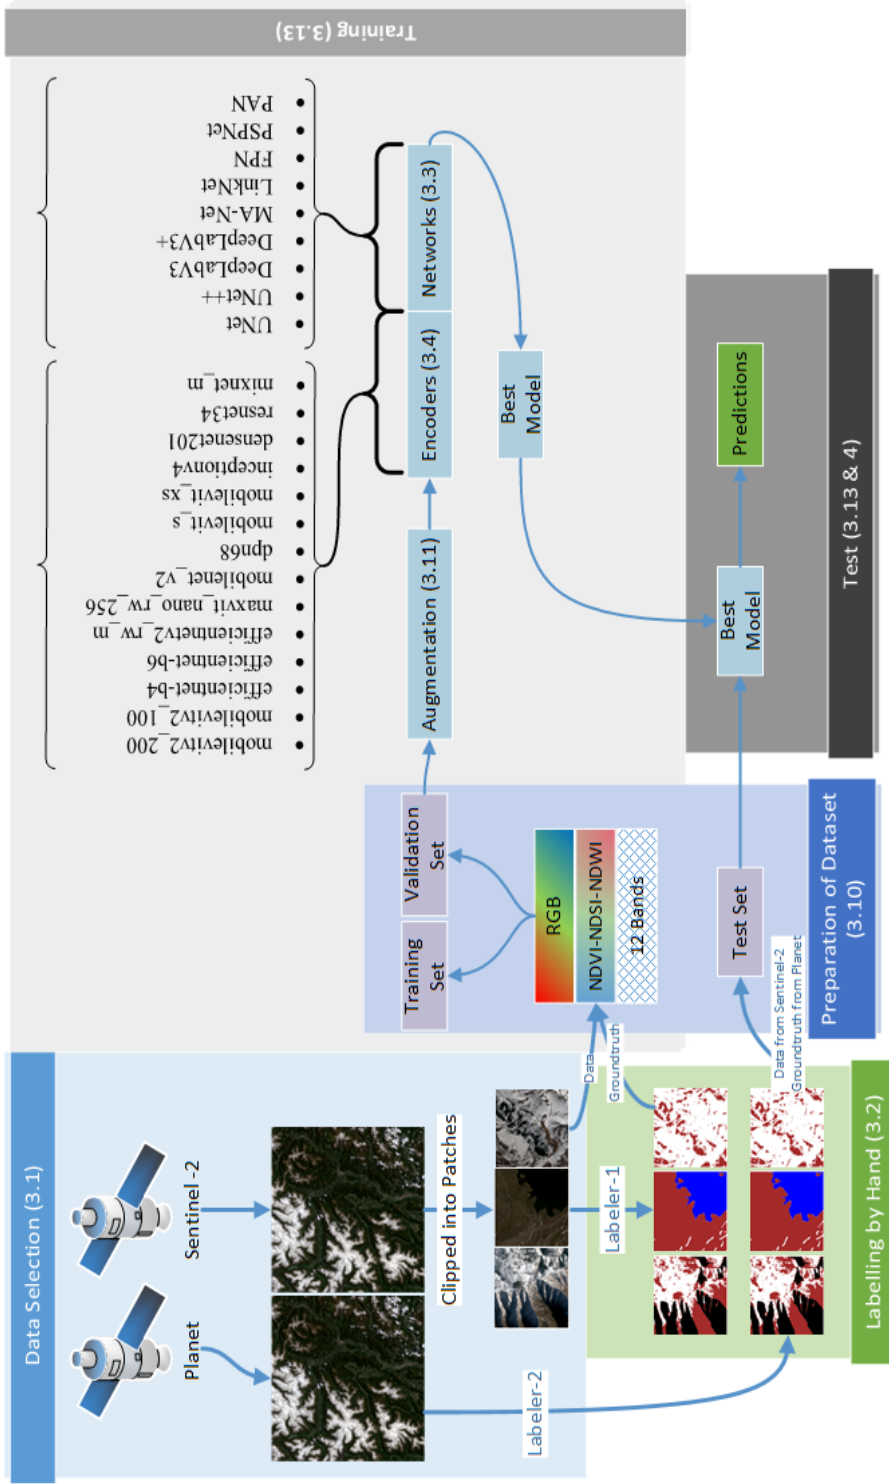 Data Selection (3.1)
Planet
Sentinel -2
Clipped into Patches
Labeler-2
Labeler-1
Labelling by Hand (3.2)
Data
Groundtruth
Data from Sentinel-2
Groundtruth from Planet
Preparation of Dataset
(3.10)
Training
Set
Validation
Set
RGB
NDVI-NDSI-NDWI
12 Bands
Test Set
Training (3.13)
Augmentation (3.11)
Encoders (3.4)
Networks (3.3)
• mobilevitv2_200
• mobilevitv2_100
• efficientnet-b4
• efficientnet-b6
• efficientnetv2_rw_m
• maxvit_nano_rw_256
• mobilenet_v2
• dpn68
• mobilevit_s
• mobilevit_xs
• inceptionv4
• densenet201
• resnet34
• mixnet_m
• UNet
• UNet++
• DeepLabV3
• DeepLabV3+
• MA-Net
• LinkNet
• FPN
• PSPNet
• PAN
Best
Model
Best
Model
Predictions
Test (3.13 & 4)